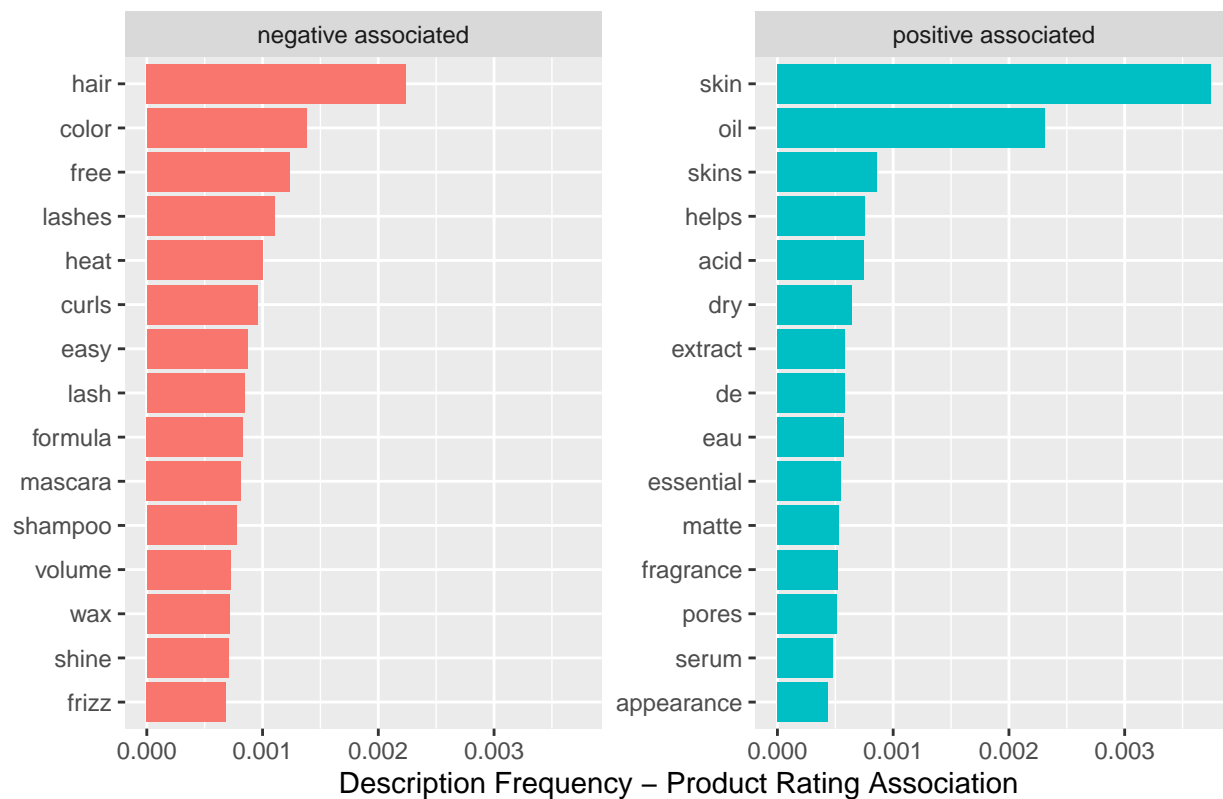 negative associated
hair
color
free
lashes
heat
curls
easy
lash
formula
mascara
shampoo
volume
wax
shine
frizz
0.000 0.001 0.002 0.003
positive associated
skin
oil
skins
helps
acid
dry
extract
de
eau
essential
matte
fragrance
pores
serum
appearance
0.000 0.001 0.002 0.003
Description Frequency − Product Rating Association